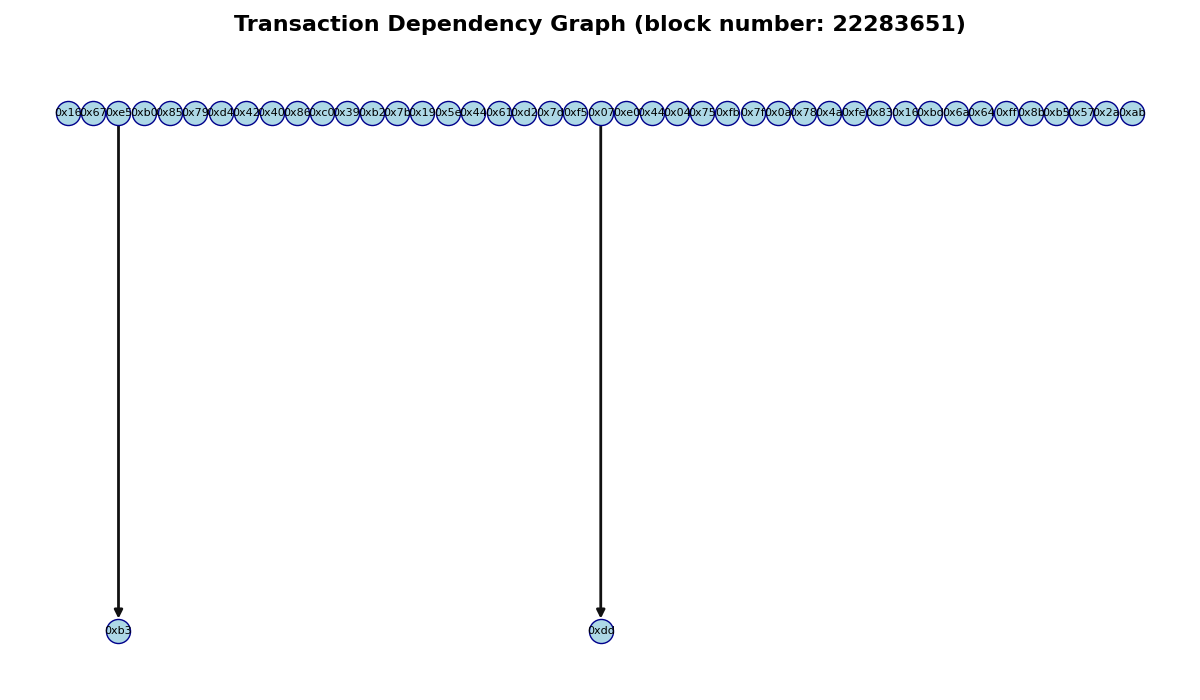 Transaction Dependency Graph (block number: 22283651)
0x16 0x67 0xe5 0xb0 0x85 0x79 0xd4 0x42 0x40 0x86 0xc0 0x39 0xb2 0x7b 0x19 0x5e 0x44 0x61 0xd2 0x7d 0xf5 0x07 0xe0 0x44 0x04 0x75 0xfb 0x7f 0x0a 0x78 0x4a 0xfe 0x83 0x16 0xbd 0x6a 0x64 0xff 0x8b 0xb5 0x57 0x2a 0xab
0xb3 0xdd